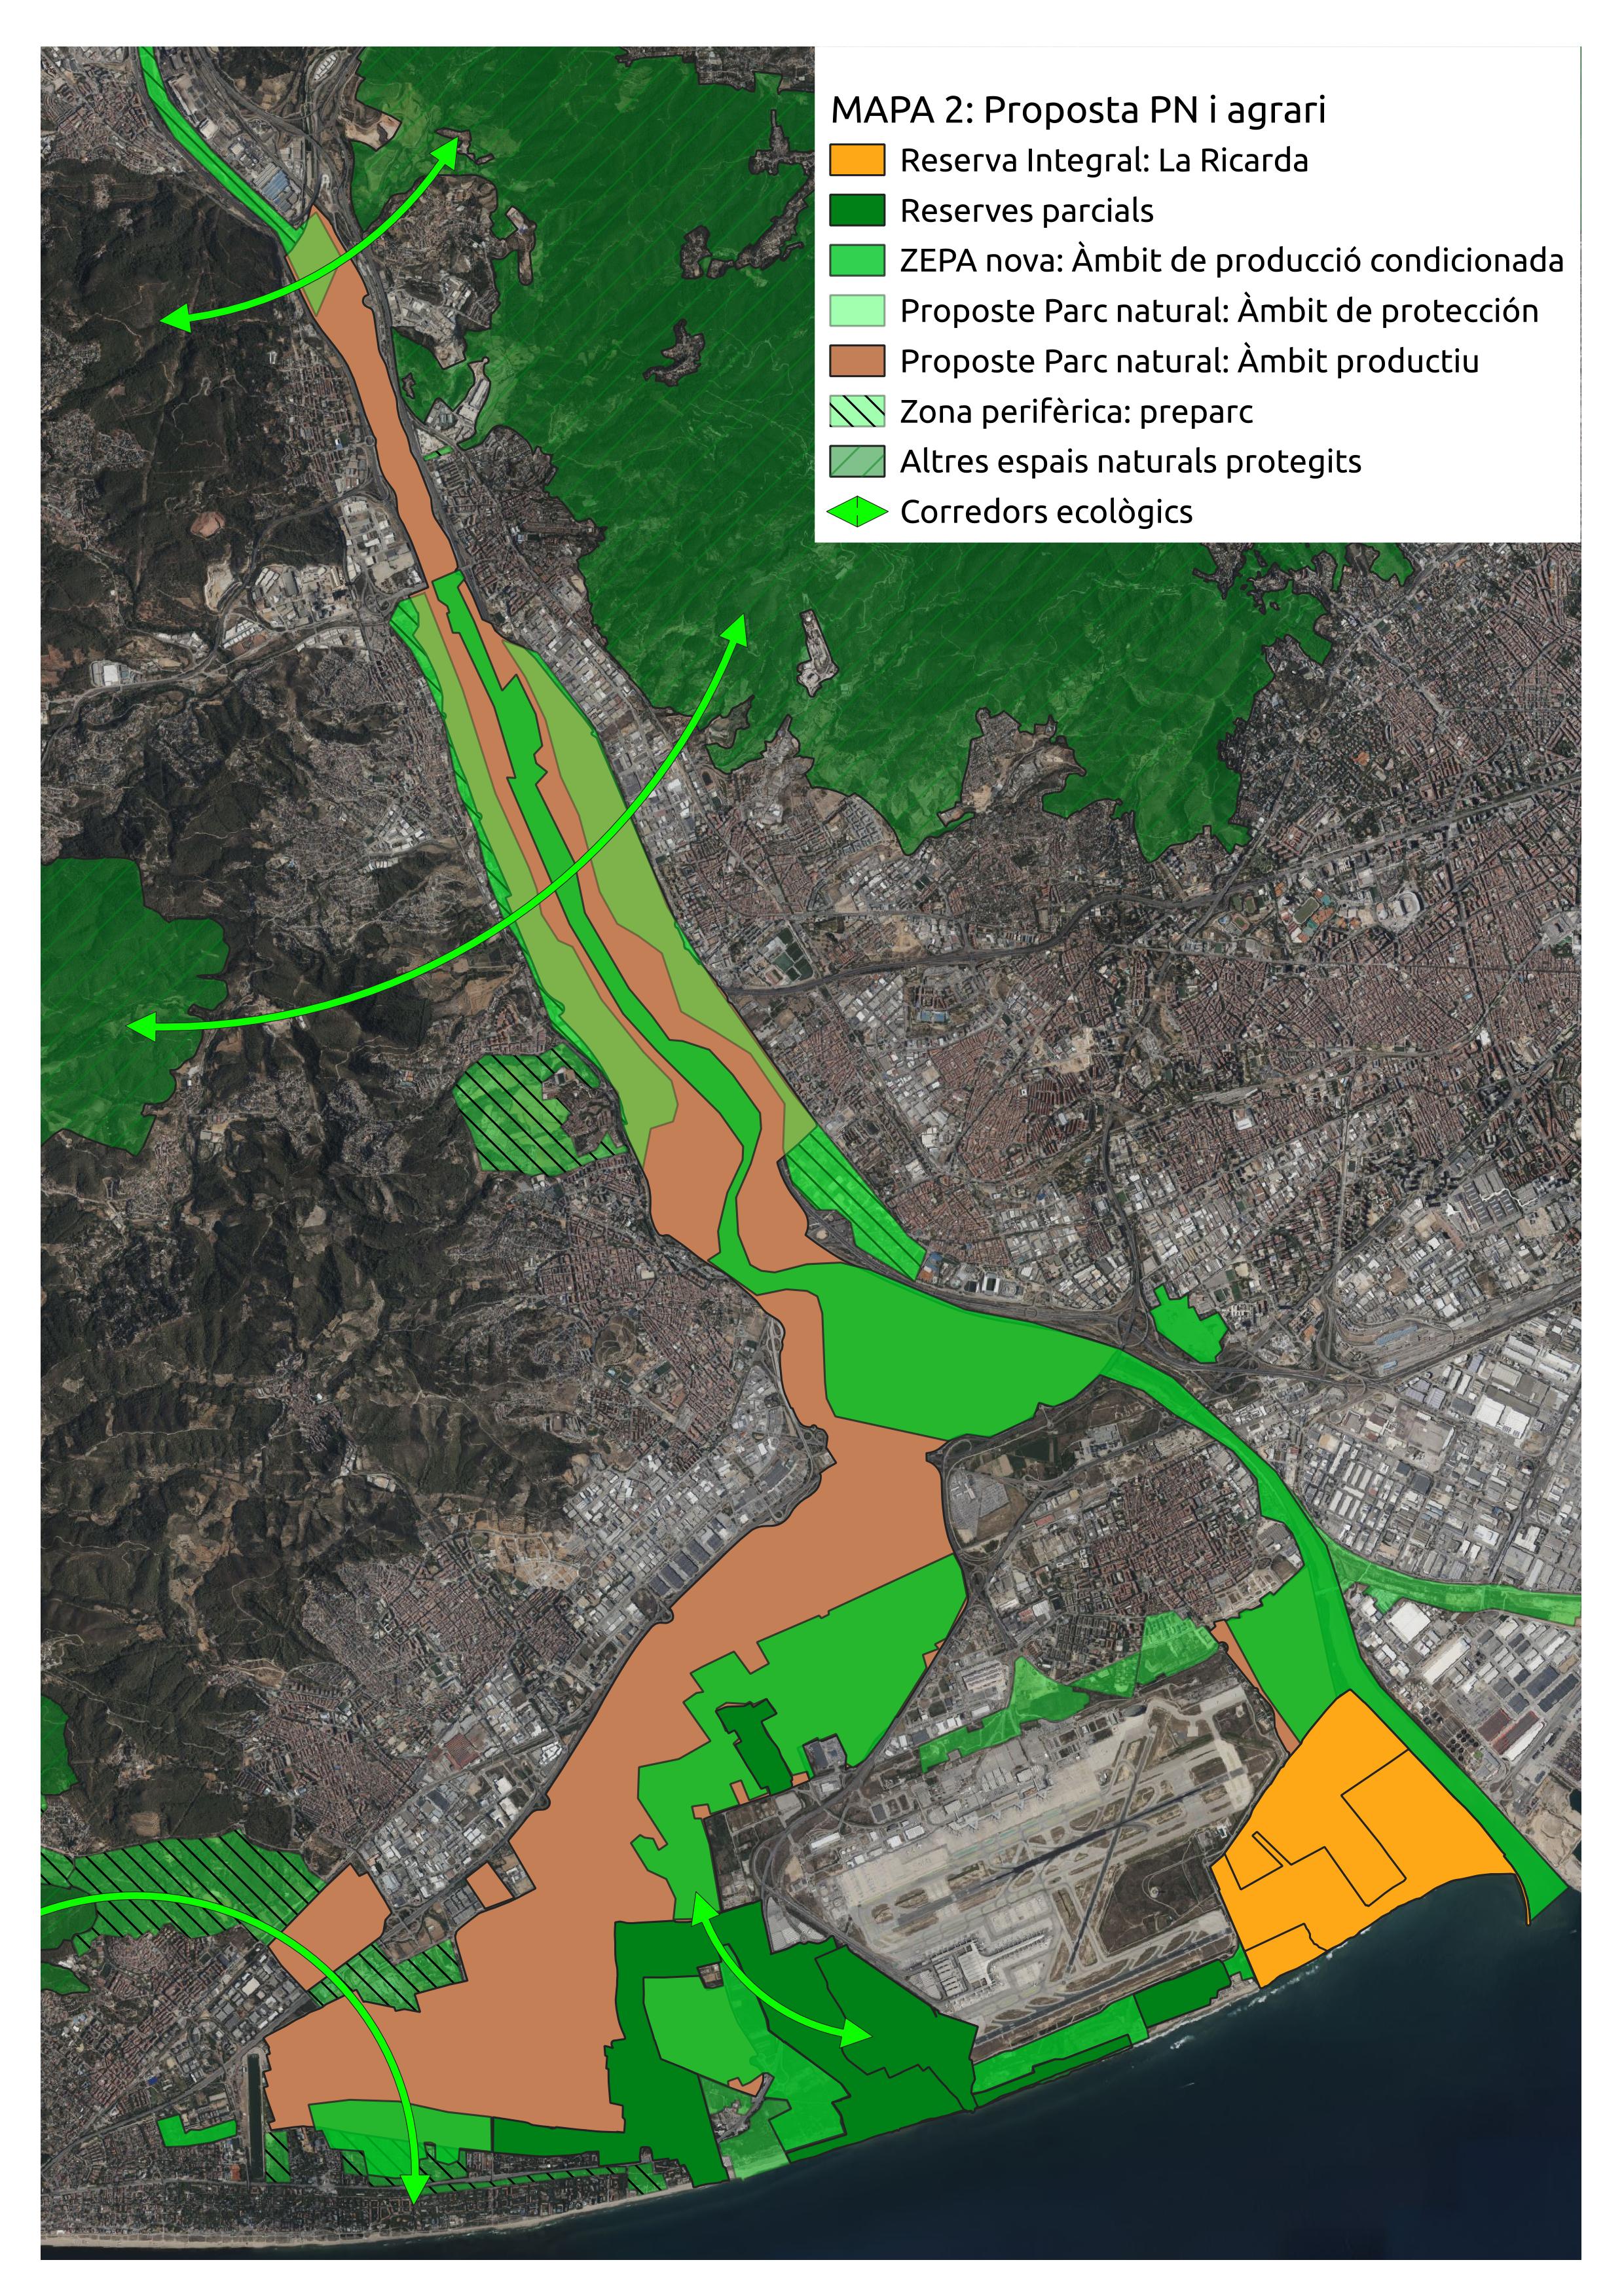 MAPA 2: Proposta PN i agrari
Reserva Integral: La Ricarda
Reserves parcials
ZEPA nova: Àmbit de producció condicionada
Proposte Parc natural: Àmbit de protección
Proposte Parc natural: Àmbit productiu
Zona perifèrica: preparc
Altres espais naturals protegits
Corredors ecològics